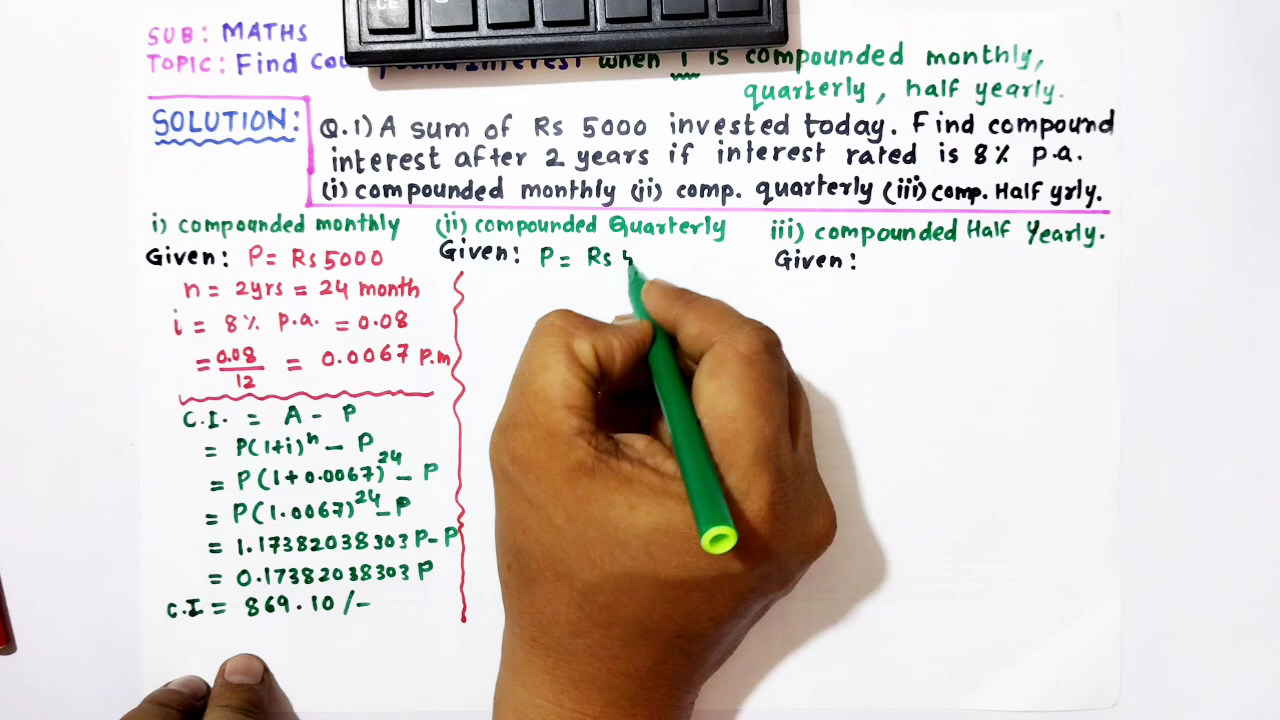 SUB: MATHS
TOPIC: Find Interest when i is compounded monthly,
quarterly, half yearly.
SOLUTION:
Q.1) A sum of Rs 5000 invested today. Find compound
interest after 2 years if interest rated is 8% p.a.
(i) compounded monthly (ii) comp. quarterly (iii) comp. Half yrly.
i) compounded monthly
Given: P= Rs 5000
n = 2yrs = 24 month
i = 8% p.a. = 0.08
= 0.08/12 = 0.0067 P.m
C.I. = A - P
= P(1+i)^n - P
= P(1+0.0067)^24 - P
= P(1.0067)^24 - P
= 1.17382038303 P - P
= 0.17382038303 P
C.I = 869.10/-
(ii) compounded Quarterly
Given: P = Rs
iii) compounded Half Yearly.
Given: